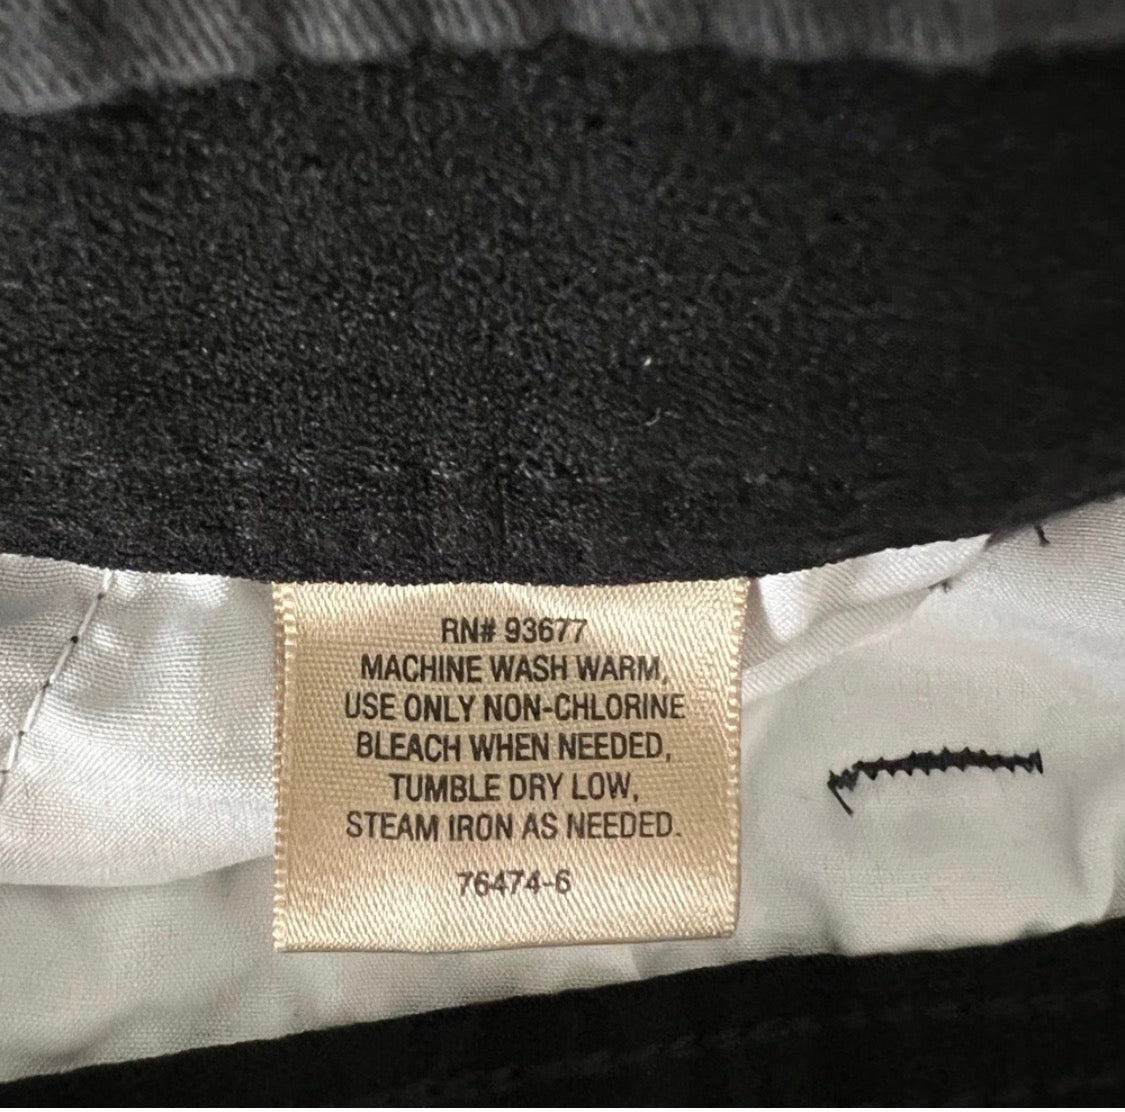 RN# 93677
MACHINE WASH WARM,
USE ONLY NON-CHLORINE
BLEACH WHEN NEEDED,
TUMBLE DRY LOW,
STEAM IRON AS NEEDED.
76474-6